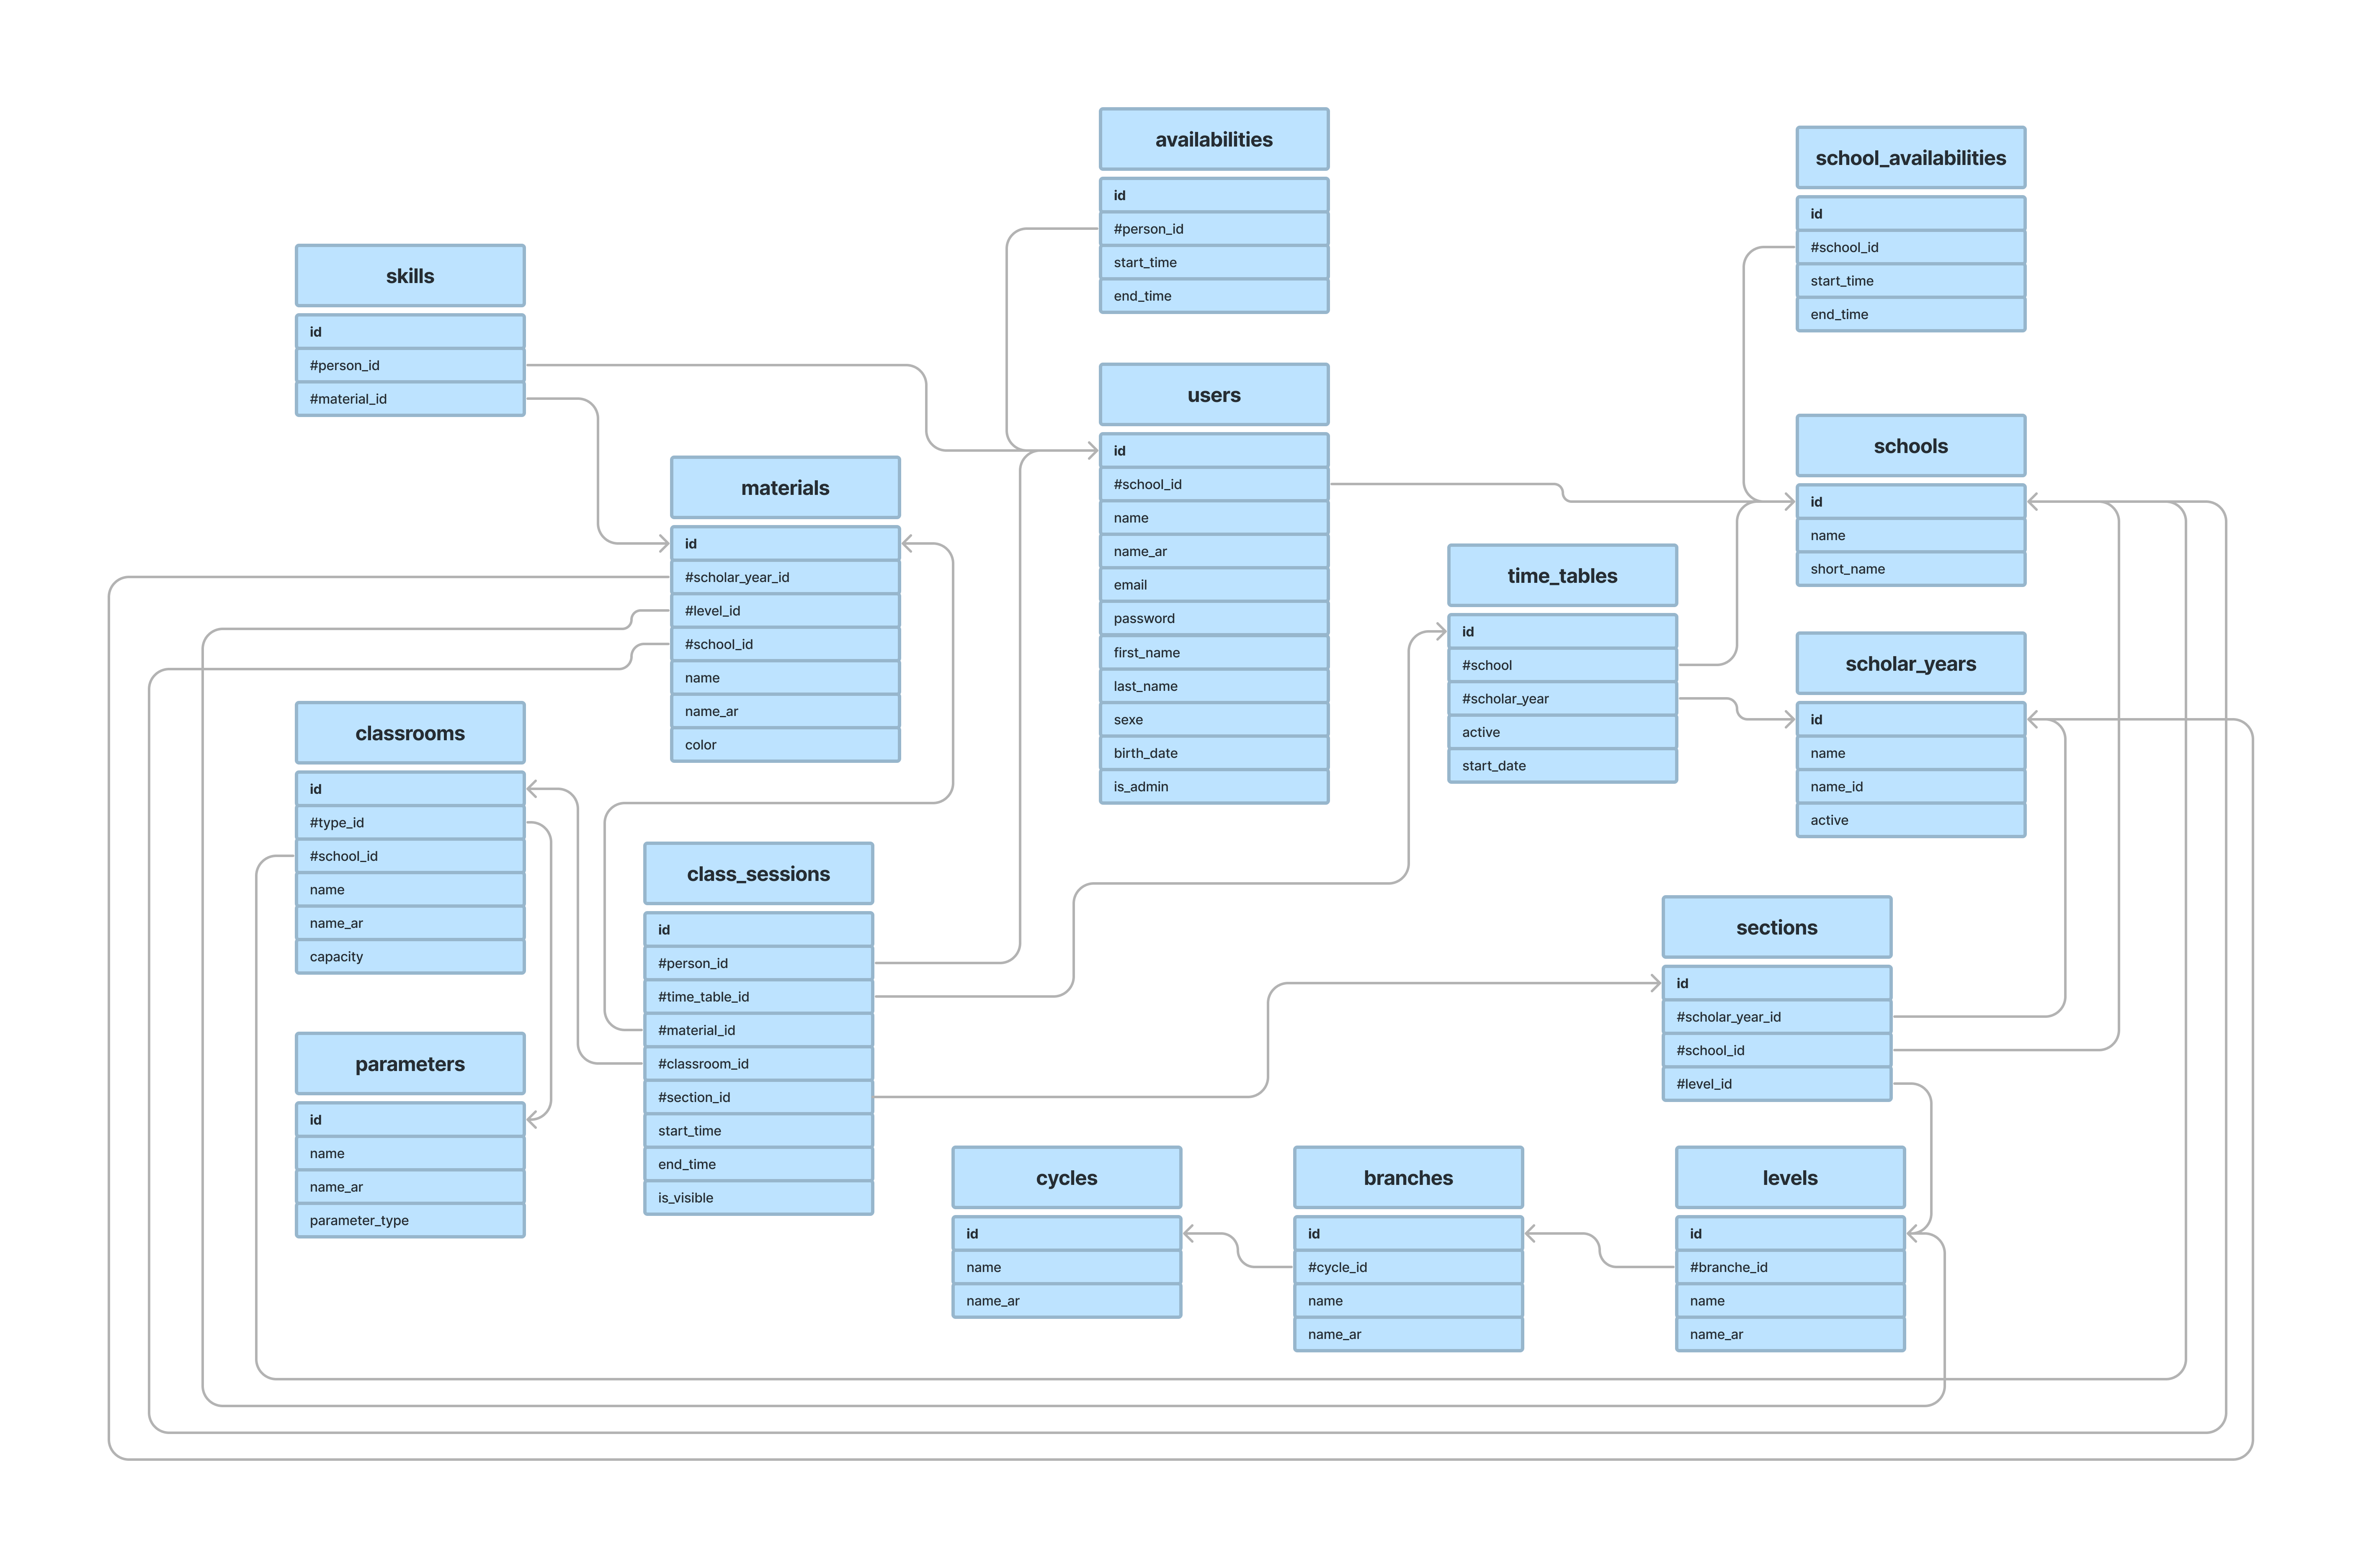 availabilities
id
#person_id
start_time
end_time
school_availabilities
id
#school_id
start_time
end_time
skills
id
#person_id
#material_id
users
id
#school_id
name
name_ar
email
password
first_name
last_name
sexe
birth_date
is_admin
schools
id
name
short_name
materials
id
#scholar_year_id
#level_id
#school_id
name
name_ar
color
time_tables
id
#school
#scholar_year
active
start_date
scholar_years
id
name
name_id
active
classrooms
id
#type_id
#school_id
name
name_ar
capacity
class_sessions
id
#person_id
#time_table_id
#material_id
#classroom_id
#section_id
start_time
end_time
is_visible
sections
id
#scholar_year_id
#school_id
#level_id
parameters
id
name
name_ar
parameter_type
cycles
id
name
name_ar
branches
id
#cycle_id
name
name_ar
levels
id
#branche_id
name
name_ar